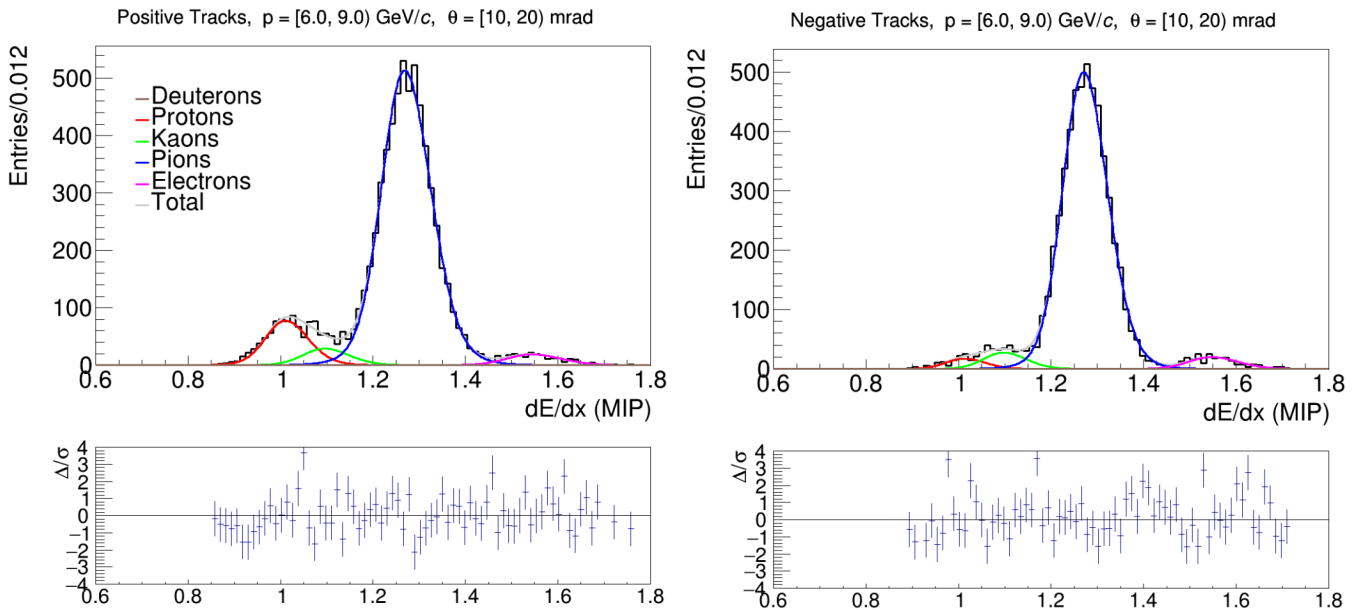 Positive Tracks, p = [6.0, 9.0) GeV/c, θ = [10, 20) mrad
Entries/0.012
500
400
300
200
100
0
Deuterons
Protons
Kaons
Pions
Electrons
Total
0.6 0.8 1 1.2 1.4 1.6 1.8
dE/dx (MIP)
Δ/σ
4
3
2
1
0
−1
−2
−3
−4
0.6 0.8 1 1.2 1.4 1.6 1.8
Negative Tracks, p = [6.0, 9.0) GeV/c, θ = [10, 20) mrad
Entries/0.012
500
400
300
200
100
0
0.6 0.8 1 1.2 1.4 1.6 1.8
dE/dx (MIP)
Δ/σ
4
3
2
1
0
−1
−2
−3
−4
0.6 0.8 1 1.2 1.4 1.6 1.8